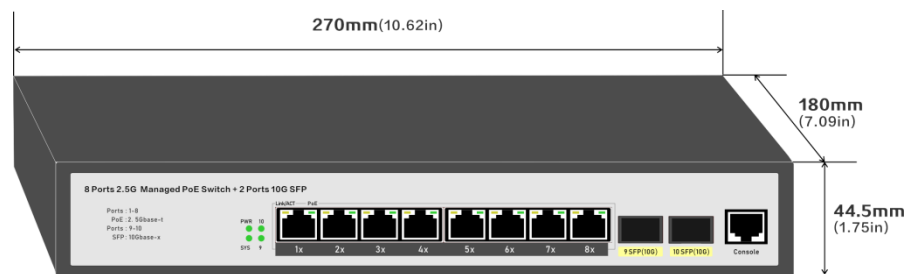 270mm(10.62in)
180mm
(7.09in)
44.5mm
(1.75in)
8 Ports 2.5G Managed PoE Switch + 2 Ports 10G SFP
Ports : 1-8
PoE : 2. 5Gbase-t
Ports : 9-10
SFP : 10Gbase-x
PWR 10
SYS 9
Link/ACT PoE
1x 2x 3x 4x 5x 6x 7x 8x
9 SFP(10G) 10 SFP(10G) Console